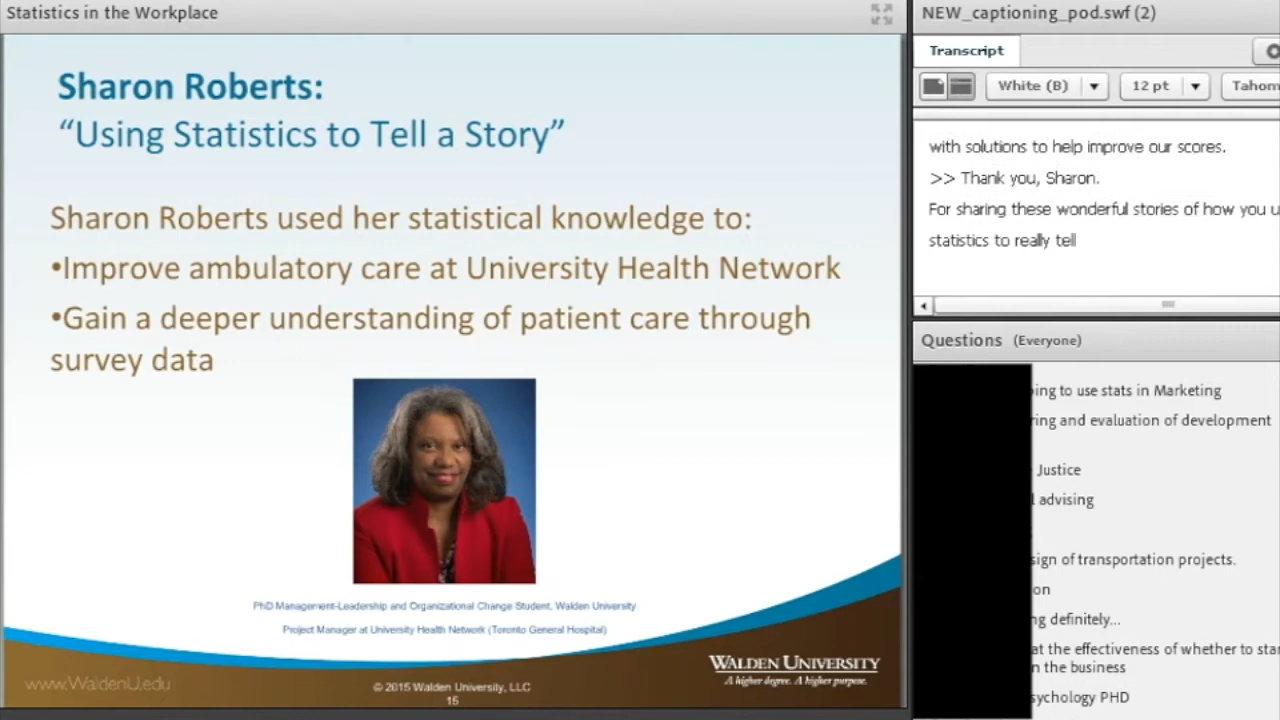 Statistics in the Workplace
Sharon Roberts:
“Using Statistics to Tell a Story”
Sharon Roberts used her statistical knowledge to:
•Improve ambulatory care at University Health Network
•Gain a deeper understanding of patient care through
survey data
PhD Management-Leadership and Organizational Change Student, Walden University
Project Manager at University Health Network (Toronto General Hospital)
www.WaldenU.edu
© 2015 Walden University, LLC
15
WALDEN UNIVERSITY
A higher degree. A higher purpose.
NEW_captioning_pod.swf (2)
Transcript
White (B)
12 pt
Tahom
with solutions to help improve our scores.
>> Thank you, Sharon.
For sharing these wonderful stories of how you u
statistics to really tell
Questions (Everyone)
ing to use stats in Marketing
ring and evaluation of development
Justice
l advising
sign of transportation projects.
on
ng definitely...
at the effectiveness of whether to star
n the business
sychology PHD